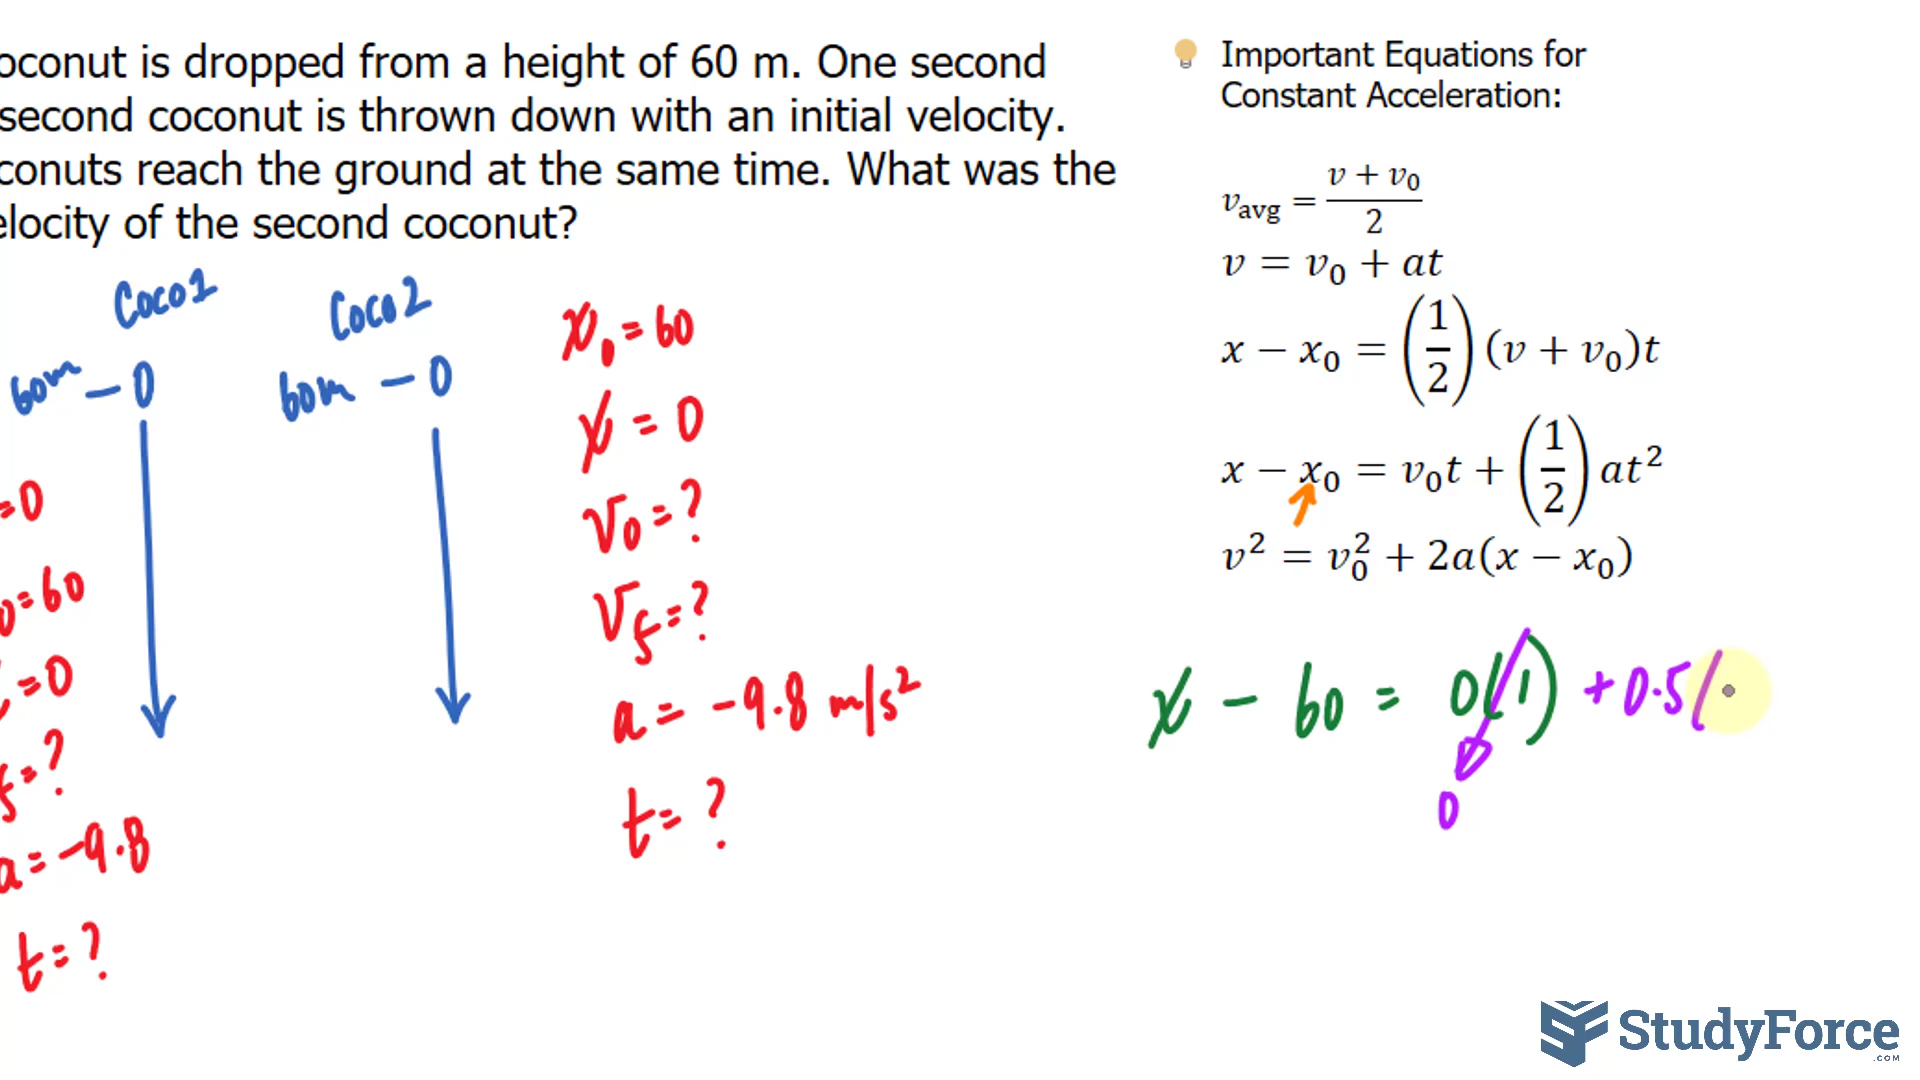 oconut is dropped from a height of 60 m. One second
second coconut is thrown down with an initial velocity.
conuts reach the ground at the same time. What was the
elocity of the second coconut?
Important Equations for
Constant Acceleration:
v_avg = (v + v₀)/2
v = v₀ + at
x − x₀ = (1/2)(v + v₀)t
x − x₀ = v₀t + (1/2)at²
v² = v₀² + 2a(x − x₀)
Coco1
60m – 0
=0
0=60
=0
f=?
a=-9.8
t=?
Coco2
60m – 0
x₀=60
x=0
v₀=?
v_f=?
a=-9.8 m/s²
t=?
x - 60 = 0(1) +0.5(
0
StudyForce
.COM